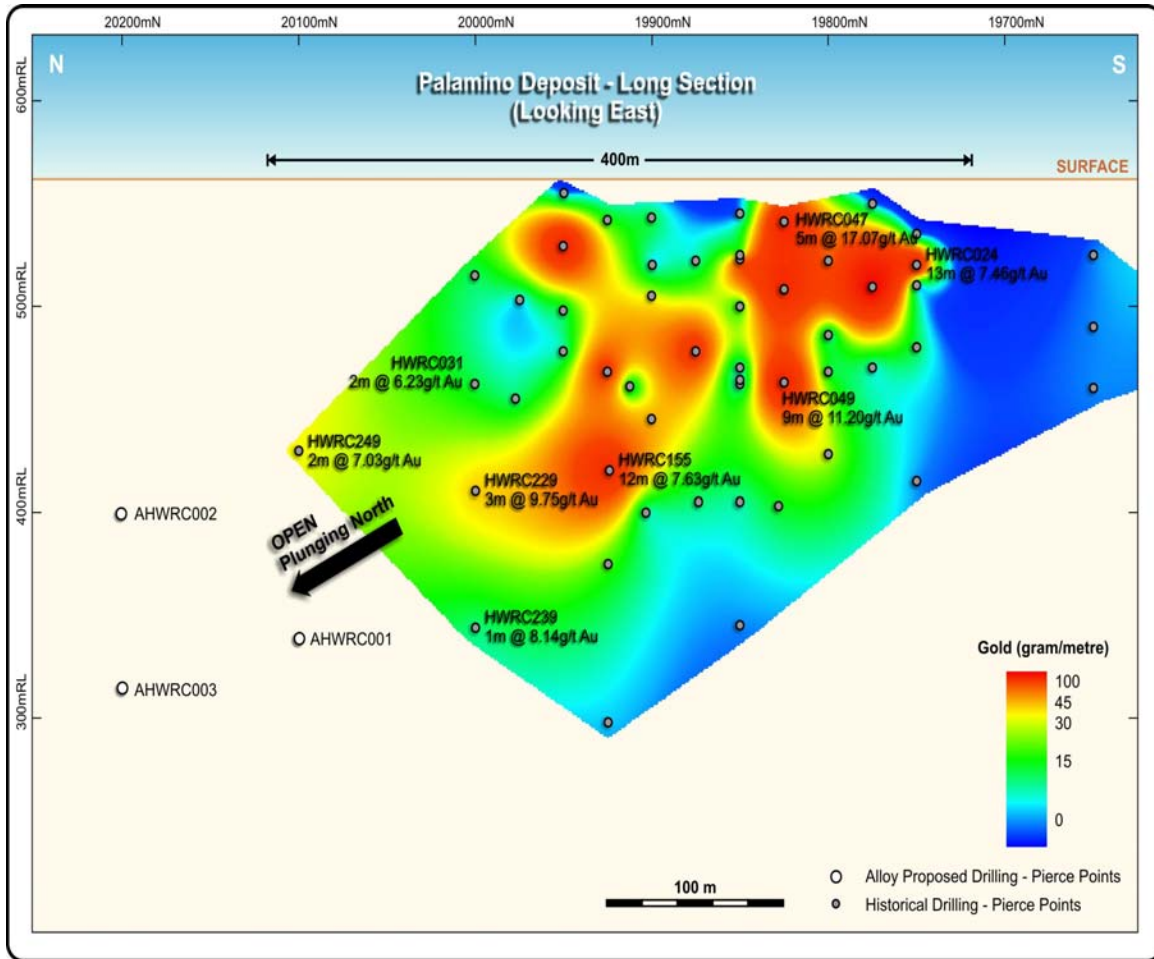 20200mN 20100mN 20000mN 19900mN 19800mN 19700mN
N
S
600mRL
500mRL
400mRL
300mRL
Palamino Deposit - Long Section
(Looking East)
400m
SURFACE
HWRC047
5m @ 17.07g/t Au
HWRC024
13m @ 7.46g/t Au
HWRC031
2m @ 6.23g/t Au
HWRC049
9m @ 11.20g/t Au
HWRC249
2m @ 7.03g/t Au
HWRC229
3m @ 9.75g/t Au
HWRC155
12m @ 7.63g/t Au
AHWRC002
OPEN
Plunging North
HWRC239
1m @ 8.14g/t Au
AHWRC001
AHWRC003
Gold (gram/metre)
100
45
30
15
0
100 m
Alloy Proposed Drilling - Pierce Points
Historical Drilling - Pierce Points